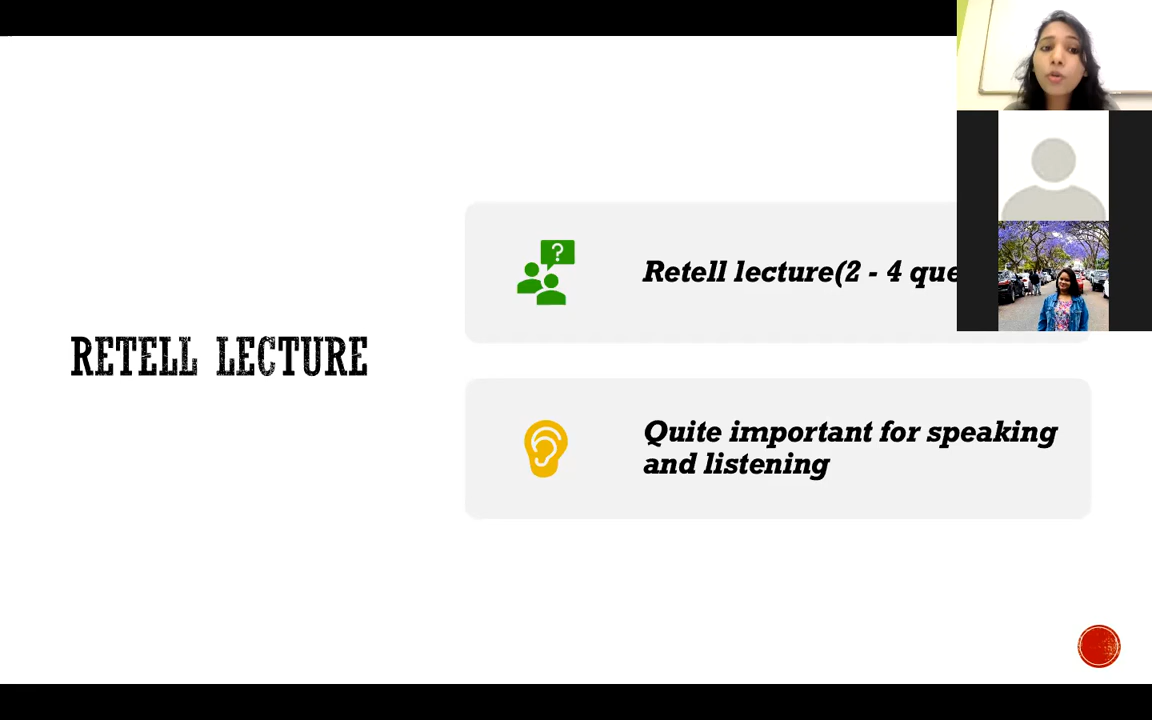 RETELL LECTURE
Retell lecture(2 - 4 que
?
Quite important for speaking
and listening